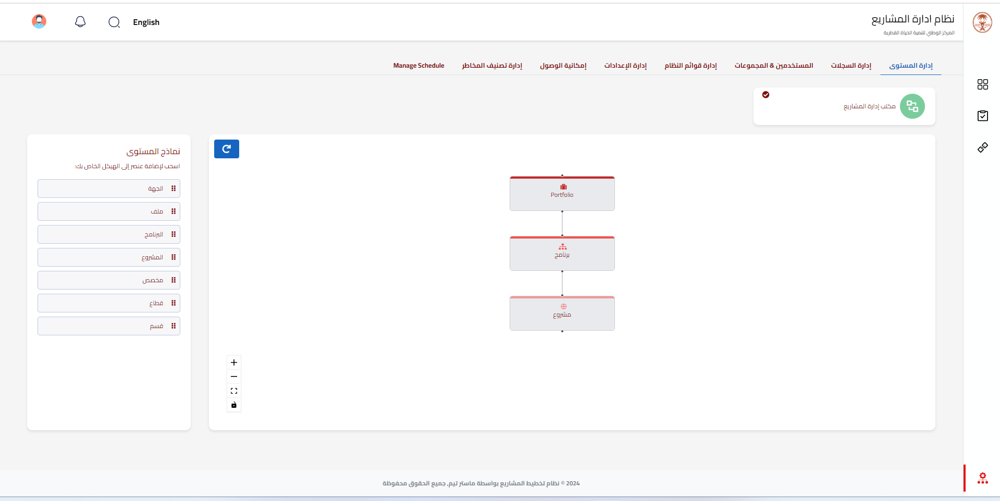 نظام ادارة المشاريع
المركز الوطني لتنمية الحياة الفطرية
English
إدارة المستوى
إدارة السجلات
المستخدمين & المجموعات
إدارة قوائم النظام
إدارة الإعدادات
إمكانية الوصول
إدارة تصنيف المخاطر
Manage Schedule
مكتب إدارة المشاريع
Portfolio
برنامج
مشروع
نماذج المستوى
اسحب لإضافة عنصر إلى الهيكل الخاص بك:
الجهة
ملف
البرنامج
المشروع
مخصص
قطاع
قسم
2024 © نظام تخطيط المشاريع بواسطة ماستر تيم, جميع الحقوق محفوظة